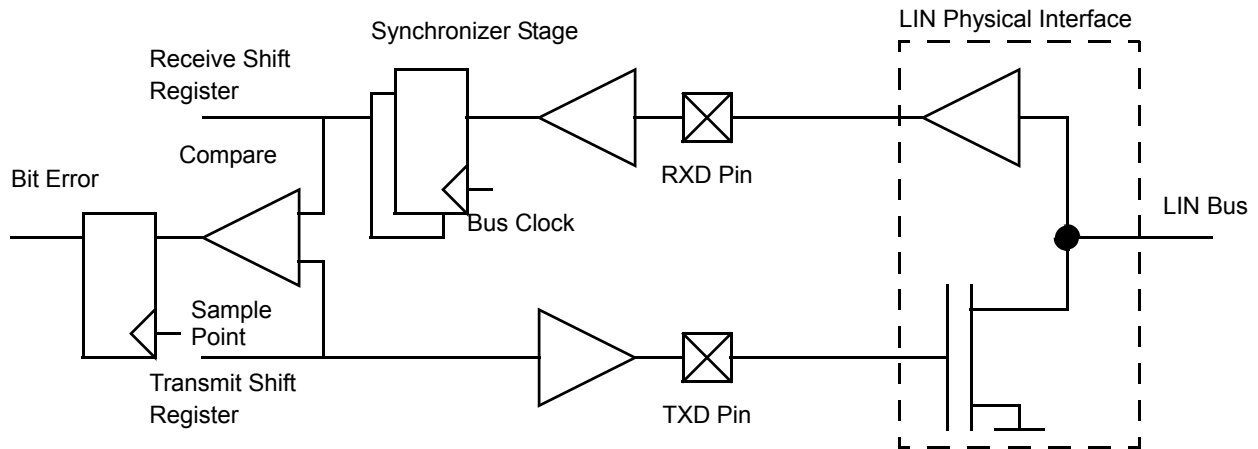 LIN Physical Interface
Synchronizer Stage
Receive Shift
Register
Compare
RXD Pin
Bit Error
Bus Clock
LIN Bus
Sample
Point
Transmit Shift
Register
TXD Pin